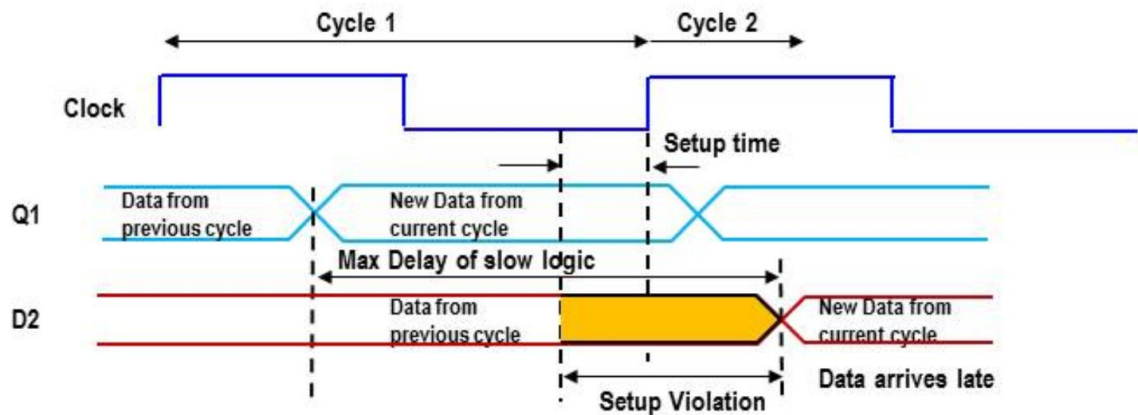 Cycle 1
Cycle 2
Clock
Setup time
Q1
Data from
previous cycle
New Data from
current cycle
Max Delay of slow logic
D2
Data from
previous cycle
New Data from
current cycle
Data arrives late
Setup Violation